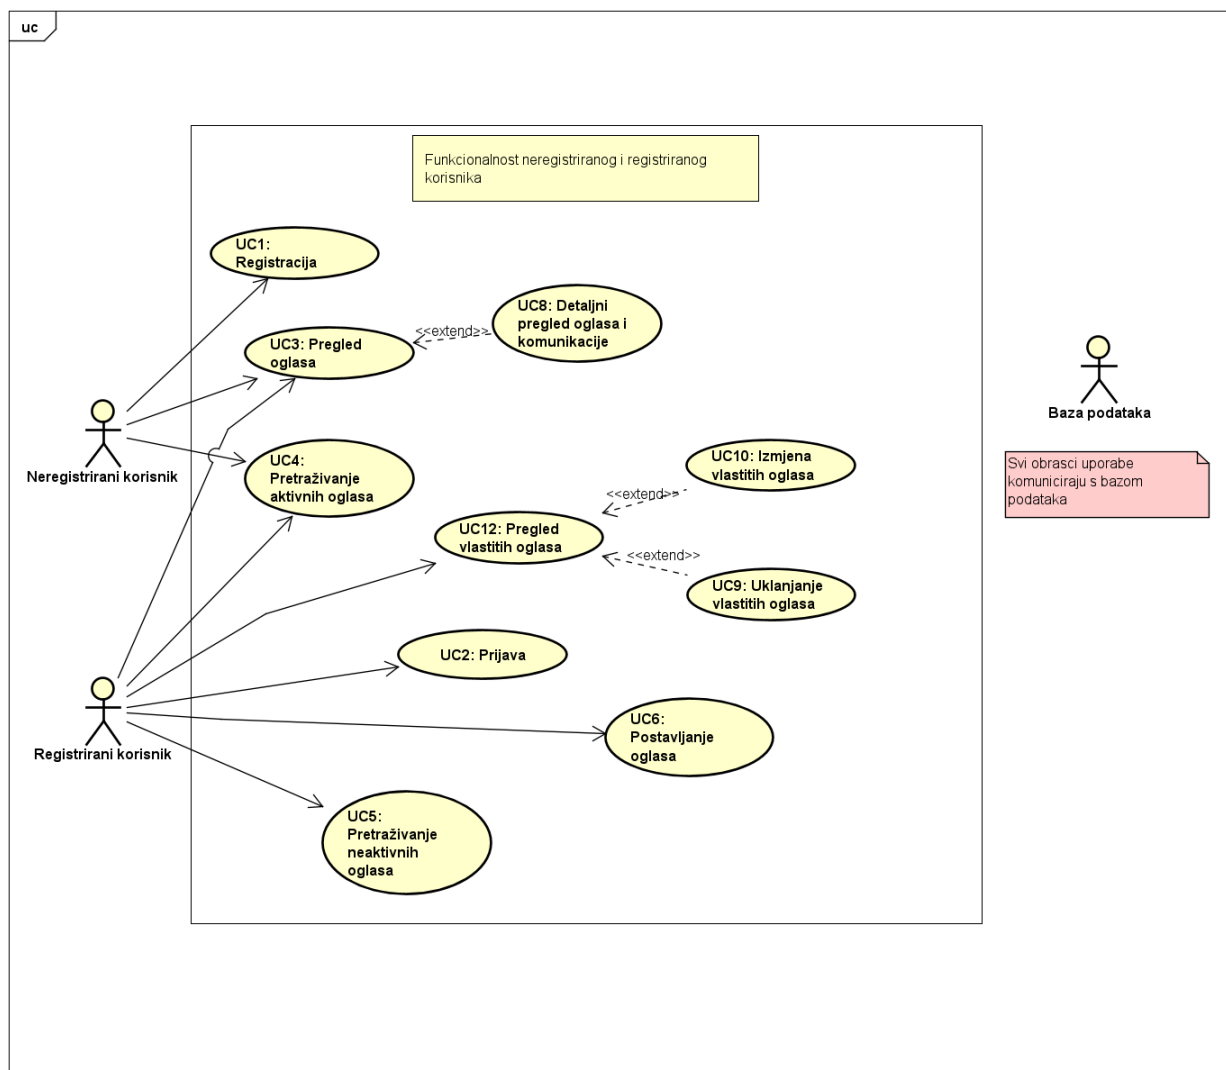 uc
Funkcionalnost neregistriranog i registriranog
korisnika
UC1:
Registracija
UC8: Detaljni
pregled oglasa i
komunikacije
<<extend>>
UC3: Pregled
oglasa
Baza podataka
Neregistrirani korisnik
UC4:
Pretraživanje
aktivnih oglasa
UC10: Izmjena
vlastitih oglasa
Svi obrasci uporabe
komuniciraju s bazom
podataka
<<extend>>
UC12: Pregled
vlastitih oglasa
<<extend>>
UC9: Uklanjanje
vlastitih oglasa
UC2: Prijava
Registrirani korisnik
UC6:
Postavljanje
oglasa
UC5:
Pretraživanje
neaktivnih
oglasa